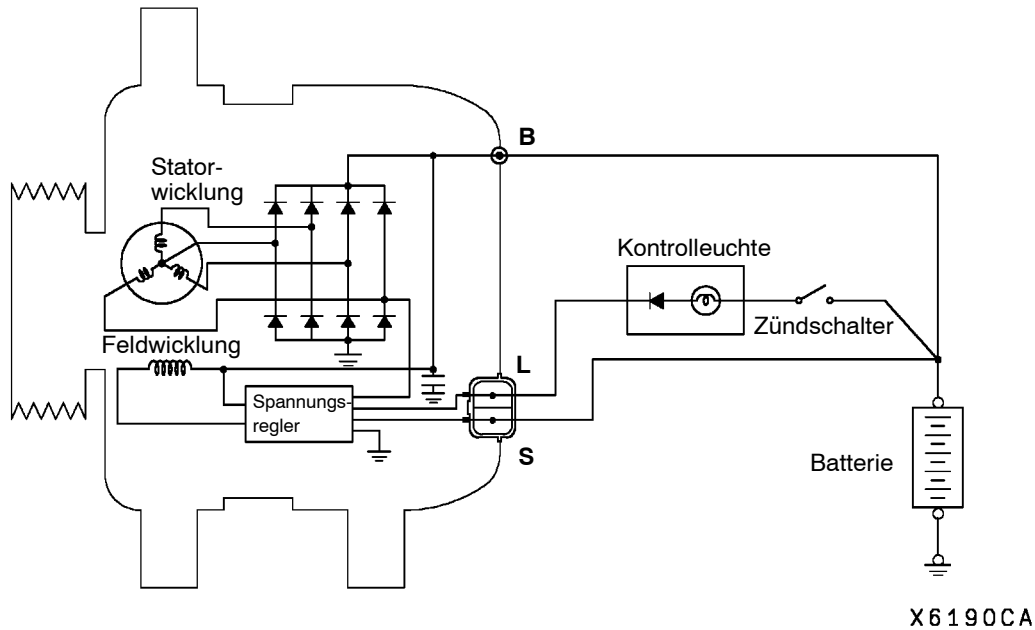 B
Stator-
wicklung
Kontrolleuchte
Zündschalter
Feldwicklung
L
Spannungs-
regler
S
Batterie
X6190CA